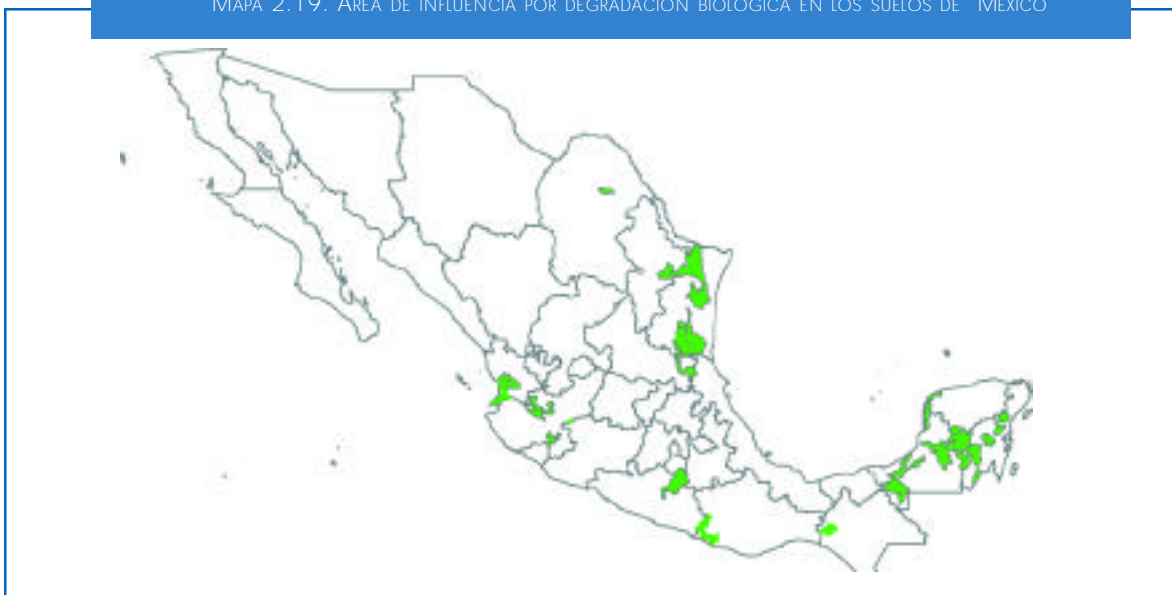 MAPA 2.19. ÁREA DE INFLUENCIA POR DEGRADACIÓN BIOLÓGICA EN LOS SUELOS DE MÉXICO